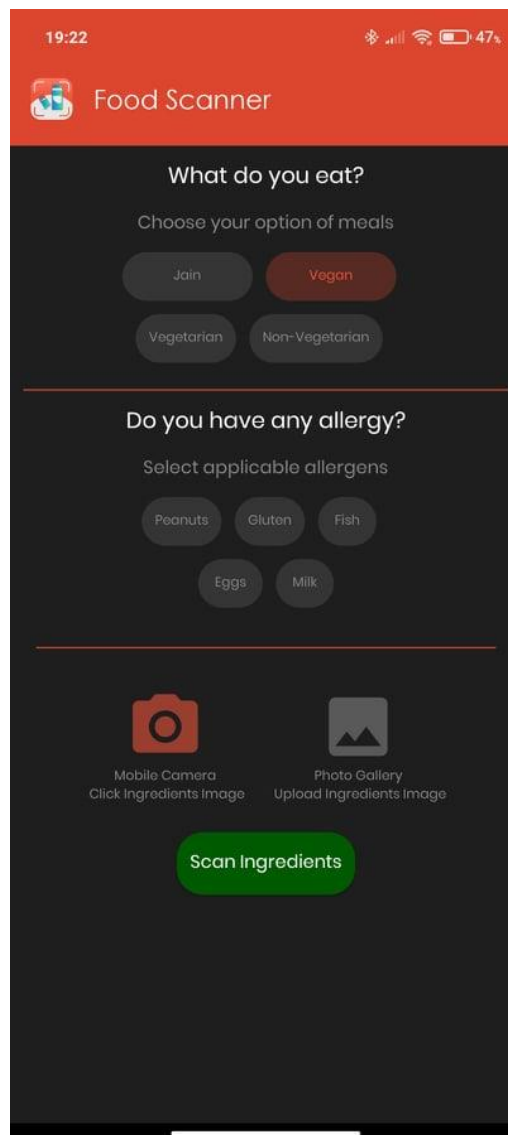 19:22 47%
Food Scanner
What do you eat?
Choose your option of meals
Jain Vegan
Vegetarian Non-Vegetarian
Do you have any allergy?
Select applicable allergens
Peanuts Gluten Fish
Eggs Milk
Mobile Camera Photo Gallery
Click Ingredients Image Upload Ingredients Image
Scan Ingredients